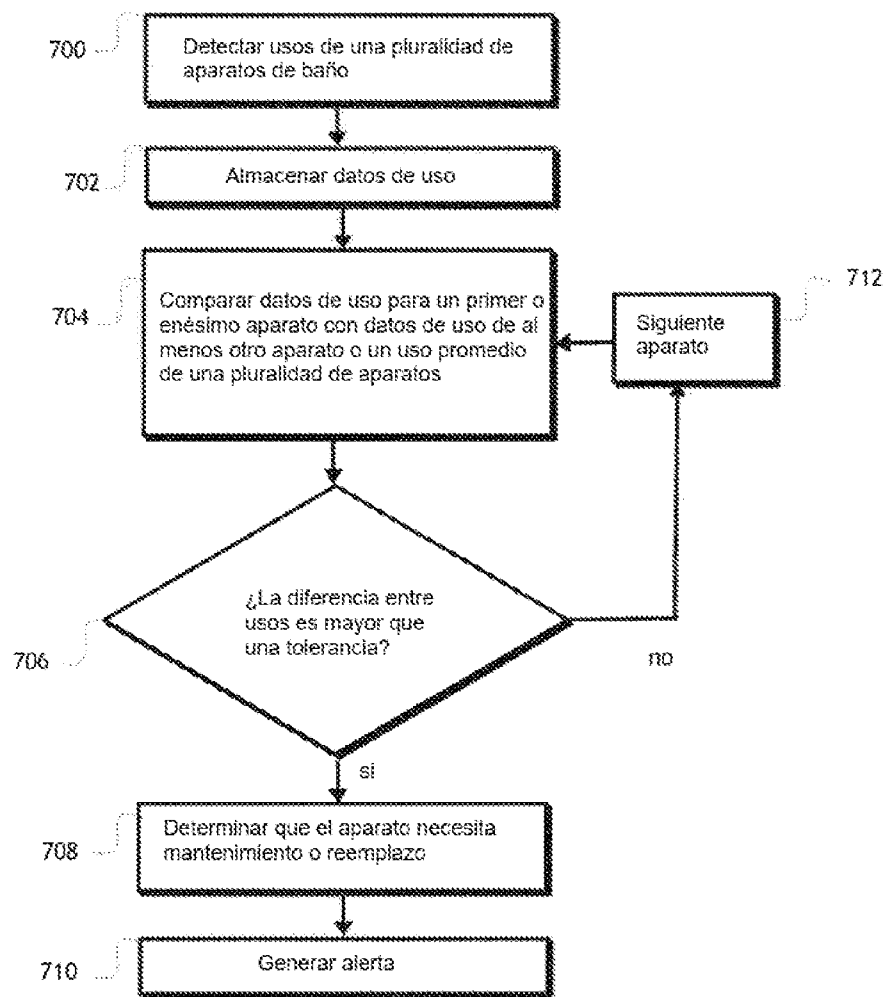 700
Detectar usos de una pluralidad de
aparatos de baño
702
Almacenar datos de uso
704
Comparar datos de uso para un primer o
enésimo aparato con datos de uso de al
menos otro aparato o un uso promedio
de una pluralidad de aparatos
712
Siguiente
aparato
706
¿La diferencia entre
usos es mayor que
una tolerancia?
no
si
708
Determinar que el aparato necesita
mantenimiento o reemplazo
710
Generar alerta